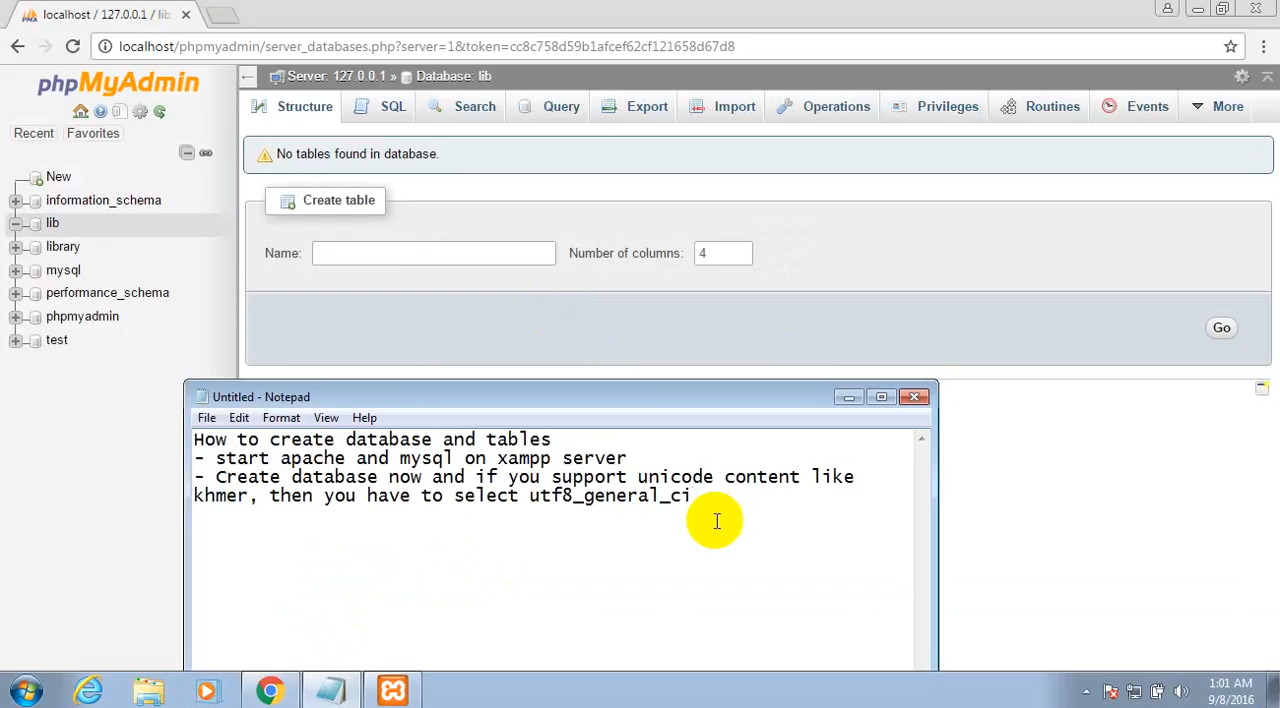 localhost / 127.0.0.1 / lib
localhost/phpmyadmin/server_databases.php?server=1&token=cc8c758d59b1afcef62cf121658d67d8
phpMyAdmin
Recent Favorites
New
information_schema
lib
library
mysql
performance_schema
phpmyadmin
test
Server: 127.0.0.1 » Database: lib
Structure SQL Search Query Export Import Operations Privileges Routines Events More
No tables found in database.
Create table
Name: Number of columns: 4
Go
Untitled - Notepad
File Edit Format View Help
How to create database and tables
- start apache and mysql on xampp server
- Create database now and if you support unicode content like
khmer, then you have to select utf8_general_ci
1:01 AM
9/8/2016